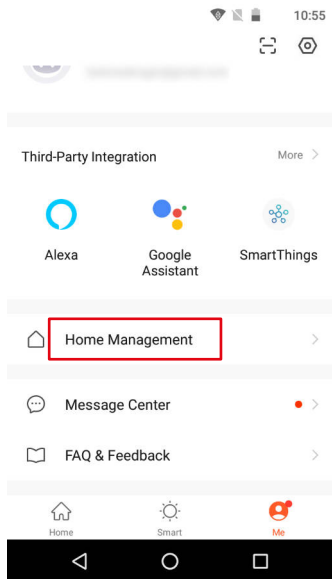 10:55
Third-Party Integration
More
Alexa
Google
Assistant
SmartThings
Home Management
Message Center
FAQ & Feedback
Home
Smart
Me